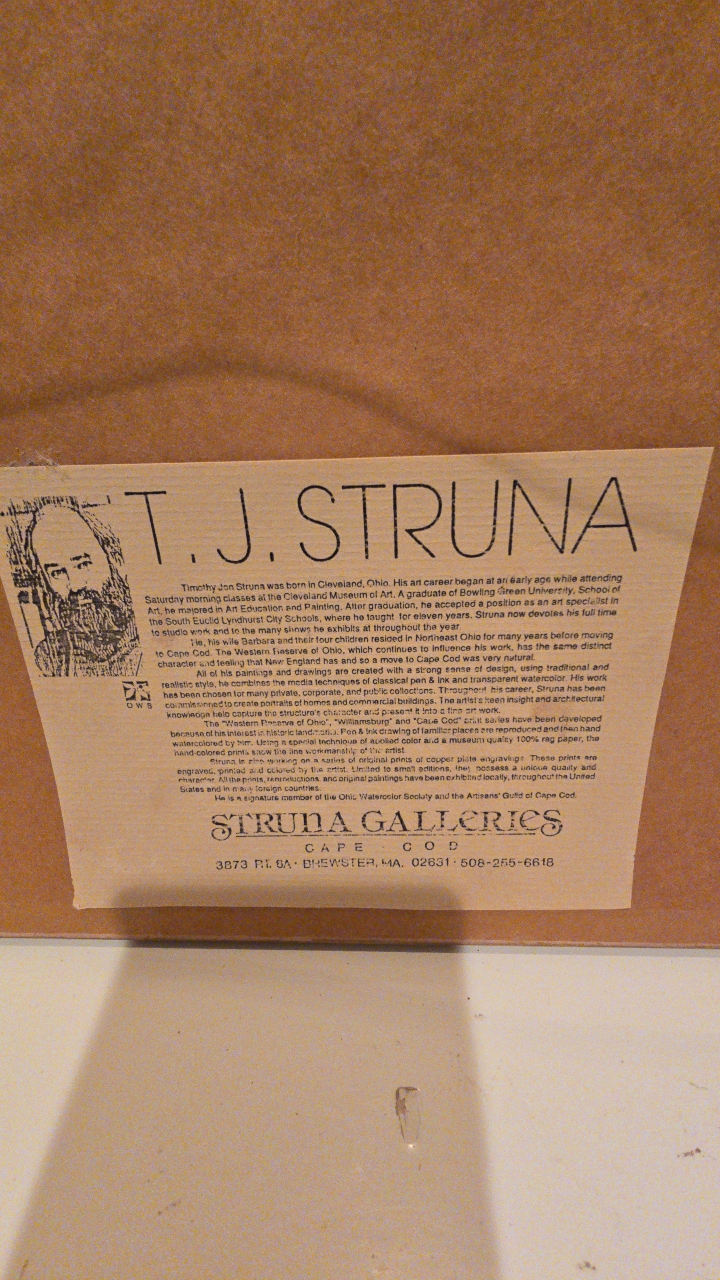 T.J. STRUNA
Timothy Jon Struna was born in Cleveland, Ohio. His art career began at an early age while attending
Saturday morning classes at the Cleveland Museum of Art. A graduate of Bowling Green University, School of
Art, he majored in Art Education and Painting. After graduation, he accepted a position as an art specialist in
the South Euclid Lyndhurst City Schools, where he taught for eleven years. Struna now devotes his full time
to studio work and to the many shows he exhibits at throughout the year.
He, his wife Barbara and their four children resided in Northeast Ohio for many years before moving
to Cape Cod. The Western Reserve of Ohio, which continues to influence his work, has the same distinct
character and feeling that New England has and so a move to Cape Cod was very natural.
All of his paintings and drawings are created with a strong sense of design, using traditional and
realistic style, he combines the media techniques of classical pen & ink and transparent watercolor. His work
has been chosen for many private, corporate, and public collections. Throughout his career, Struna has been
commissioned to create portraits of homes and commercial buildings. The artist's keen insight and architectural
knowledge help capture the structure's character and present it into a fine art work.
The "Western Reserve of Ohio", "Williamsburg" and "Cape Cod" print series have been developed
because of his interest in historic landmarks. Pen & Ink drawing of familiar places are reproduced and then hand
watercolored by him. Using a special technique of applied color and a museum quality 100% rag paper, the
hand-colored prints show the fine workmanship of the artist.
Struna is also working on a series of original prints of copper plate engravings. These prints are
engraved, printed and colored by the artist. Limited to small editions, they possess a unique quality and
character. All the prints, reproductions, and original paintings have been exhibited locally, throughout the United
States and in many foreign countries.
He is a signature member of the Ohio Watercolor Society and the Artisans' Guild of Cape Cod.
OWS
STRUNA GALLERIES
CAPE COD
3873 RT. 6A · BREWSTER, MA. 02631 · 508-255-6618